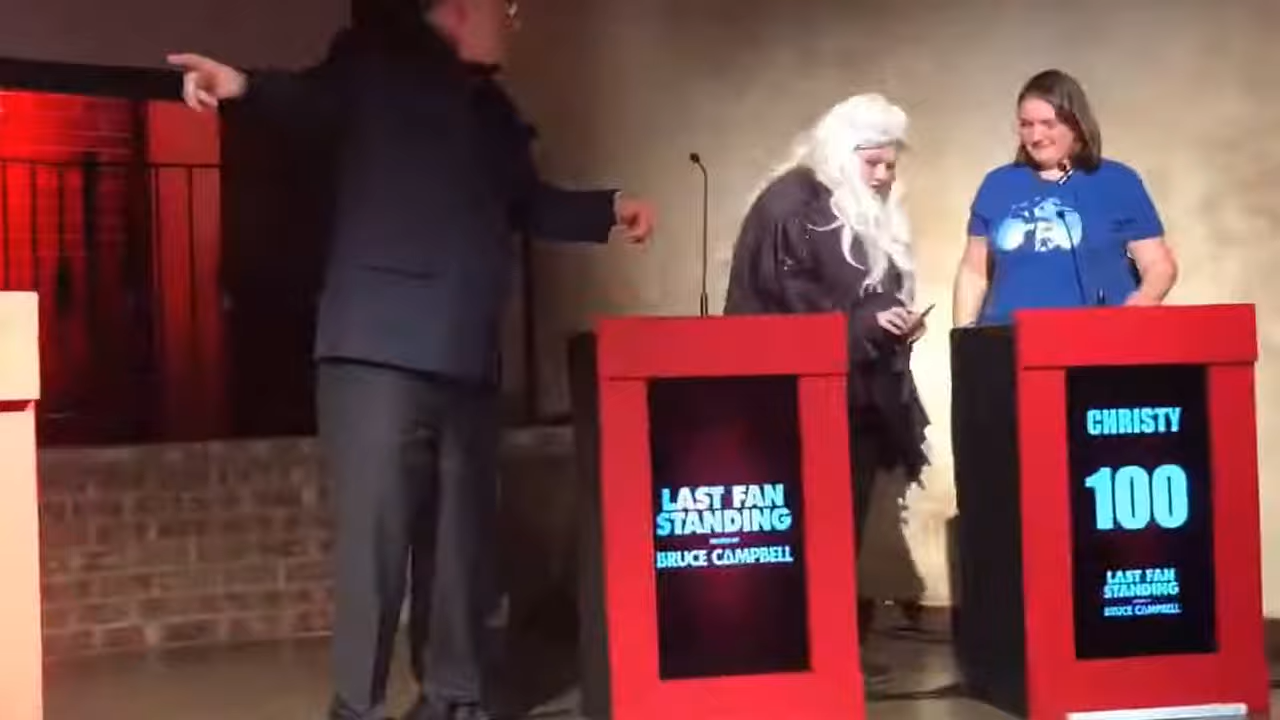 LAST FAN
STANDING
BRUCE CAMPBELL
CHRISTY
100
LAST FAN
STANDING
BRUCE CAMPBELL